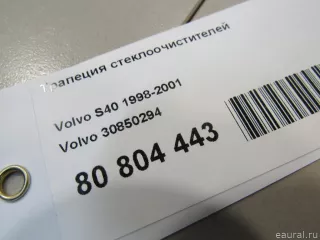 Трапеция стеклоочистителей
Volvo S40 1998-2001
Volvo 30850294
80 804 443
eaural.ru